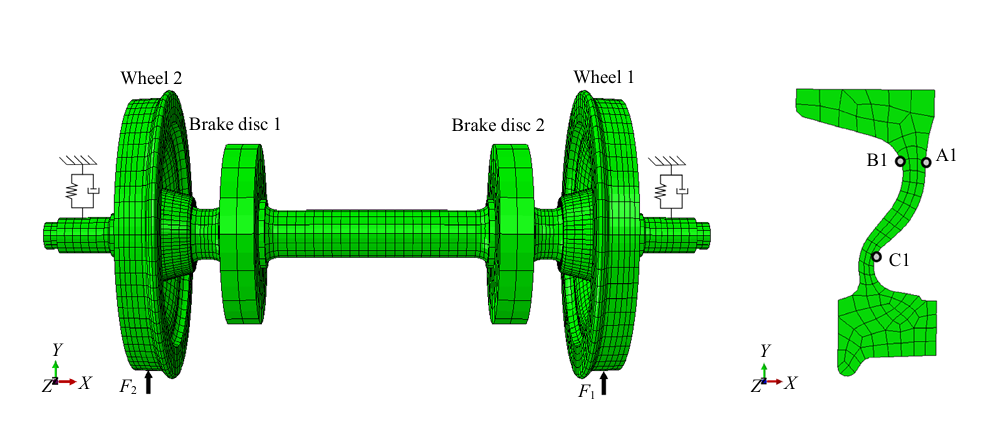 Wheel 2
Wheel 1
Brake disc 1
Brake disc 2
B1
A1
C1
Y
Z
X
F2
F1
Y
Z
X